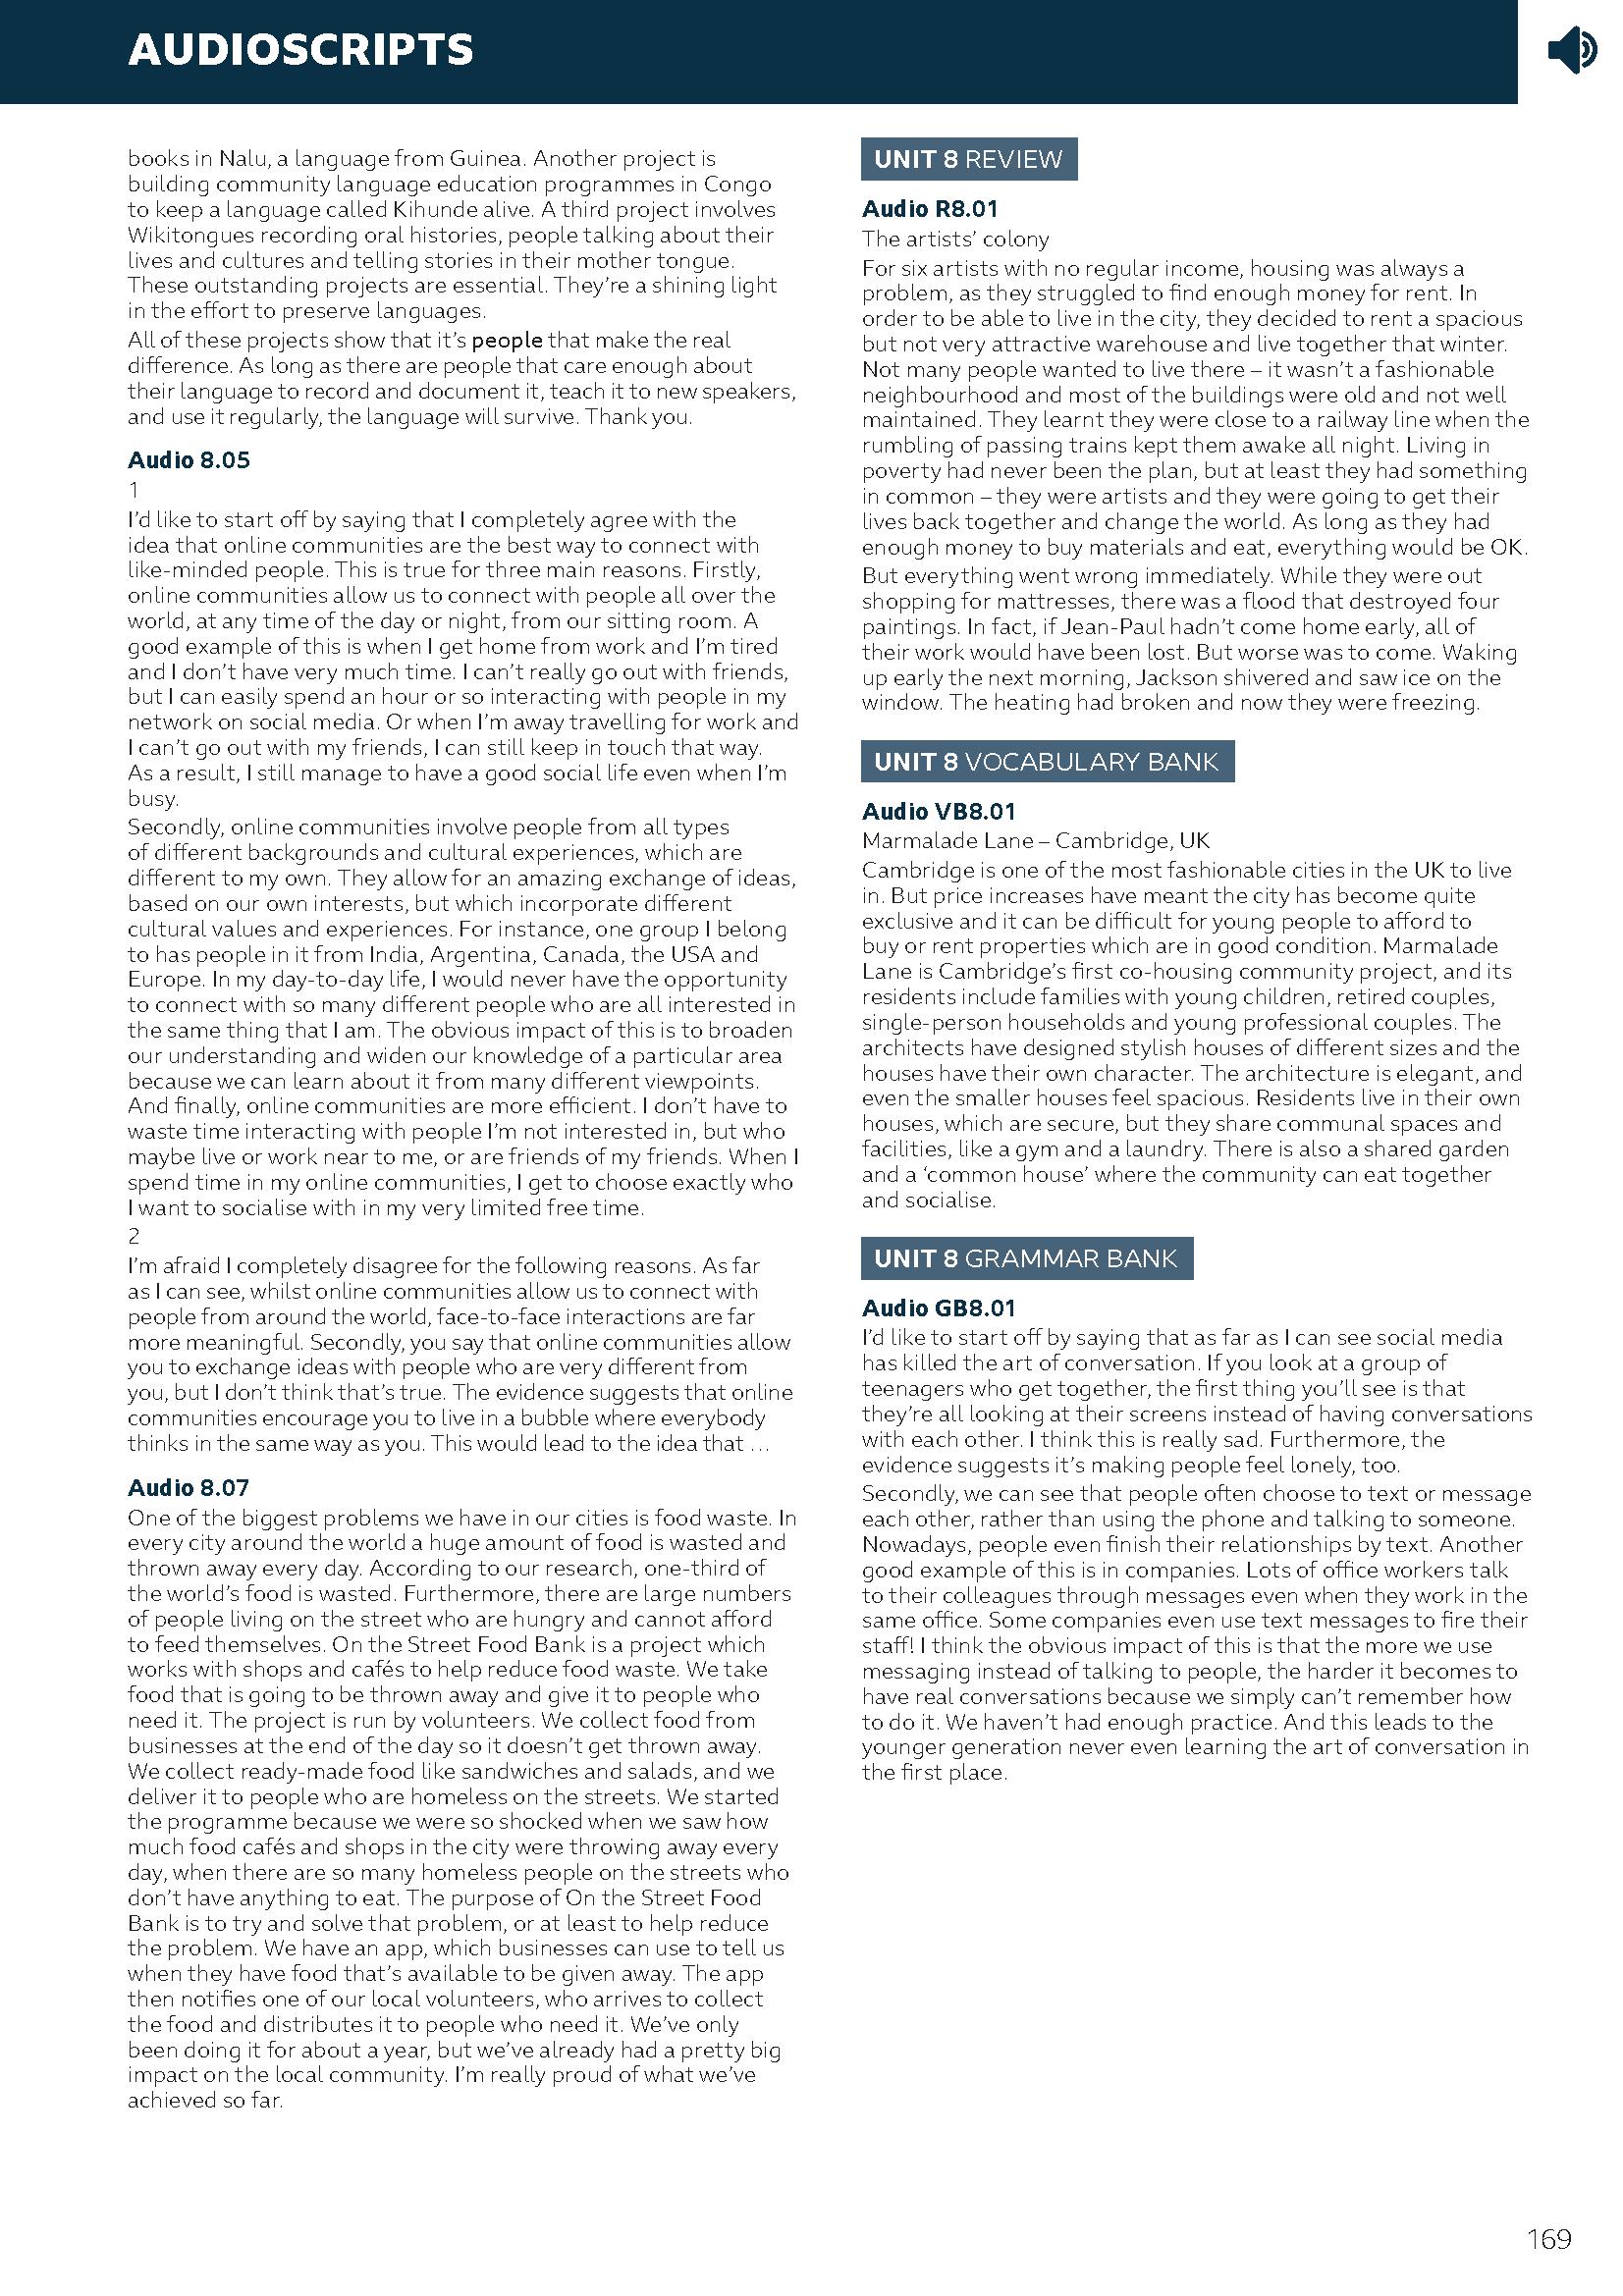 AUDIOSCRIPTS
books in Nalu, a language from Guinea. Another project is
building community language education programmes in Congo
to keep a language called Kihunde alive. A third project involves
Wikitongues recording oral histories, people talking about their
lives and cultures and telling stories in their mother tongue.
These outstanding projects are essential. They’re a shining light
in the effort to preserve languages.
All of these projects show that it’s people that make the real
difference. As long as there are people that care enough about
their language to record and document it, teach it to new speakers,
and use it regularly, the language will survive. Thank you.
Audio 8.05
1
I’d like to start off by saying that I completely agree with the
idea that online communities are the best way to connect with
like-minded people. This is true for three main reasons. Firstly,
online communities allow us to connect with people all over the
world, at any time of the day or night, from our sitting room. A
good example of this is when I get home from work and I’m tired
and I don’t have very much time. I can’t really go out with friends,
but I can easily spend an hour or so interacting with people in my
network on social media. Or when I’m away travelling for work and
I can’t go out with my friends, I can still keep in touch that way.
As a result, I still manage to have a good social life even when I’m
busy.
Secondly, online communities involve people from all types
of different backgrounds and cultural experiences, which are
different to my own. They allow for an amazing exchange of ideas,
based on our own interests, but which incorporate different
cultural values and experiences. For instance, one group I belong
to has people in it from India, Argentina, Canada, the USA and
Europe. In my day-to-day life, I would never have the opportunity
to connect with so many different people who are all interested in
the same thing that I am. The obvious impact of this is to broaden
our understanding and widen our knowledge of a particular area
because we can learn about it from many different viewpoints.
And finally, online communities are more efficient. I don’t have to
waste time interacting with people I’m not interested in, but who
maybe live or work near to me, or are friends of my friends. When I
spend time in my online communities, I get to choose exactly who
I want to socialise with in my very limited free time.
2
I’m afraid I completely disagree for the following reasons. As far
as I can see, whilst online communities allow us to connect with
people from around the world, face-to-face interactions are far
more meaningful. Secondly, you say that online communities allow
you to exchange ideas with people who are very different from
you, but I don’t think that’s true. The evidence suggests that online
communities encourage you to live in a bubble where everybody
thinks in the same way as you. This would lead to the idea that …
Audio 8.07
One of the biggest problems we have in our cities is food waste. In
every city around the world a huge amount of food is wasted and
thrown away every day. According to our research, one-third of
the world’s food is wasted. Furthermore, there are large numbers
of people living on the street who are hungry and cannot afford
to feed themselves. On the Street Food Bank is a project which
works with shops and cafés to help reduce food waste. We take
food that is going to be thrown away and give it to people who
need it. The project is run by volunteers. We collect food from
businesses at the end of the day so it doesn’t get thrown away.
We collect ready-made food like sandwiches and salads, and we
deliver it to people who are homeless on the streets. We started
the programme because we were so shocked when we saw how
much food cafés and shops in the city were throwing away every
day, when there are so many homeless people on the streets who
don’t have anything to eat. The purpose of On the Street Food
Bank is to try and solve that problem, or at least to help reduce
the problem. We have an app, which businesses can use to tell us
when they have food that’s available to be given away. The app
then notifies one of our local volunteers, who arrives to collect
the food and distributes it to people who need it. We’ve only
been doing it for about a year, but we’ve already had a pretty big
impact on the local community. I’m really proud of what we’ve
achieved so far.
UNIT 8 REVIEW
Audio R8.01
The artists’ colony
For six artists with no regular income, housing was always a
problem, as they struggled to find enough money for rent. In
order to be able to live in the city, they decided to rent a spacious
but not very attractive warehouse and live together that winter.
Not many people wanted to live there – it wasn’t a fashionable
neighbourhood and most of the buildings were old and not well
maintained. They learnt they were close to a railway line when the
rumbling of passing trains kept them awake all night. Living in
poverty had never been the plan, but at least they had something
in common – they were artists and they were going to get their
lives back together and change the world. As long as they had
enough money to buy materials and eat, everything would be OK.
But everything went wrong immediately. While they were out
shopping for mattresses, there was a flood that destroyed four
paintings. In fact, if Jean-Paul hadn’t come home early, all of
their work would have been lost. But worse was to come. Waking
up early the next morning, Jackson shivered and saw ice on the
window. The heating had broken and now they were freezing.
UNIT 8 VOCABULARY BANK
Audio VB8.01
Marmalade Lane – Cambridge, UK
Cambridge is one of the most fashionable cities in the UK to live
in. But price increases have meant the city has become quite
exclusive and it can be difficult for young people to afford to
buy or rent properties which are in good condition. Marmalade
Lane is Cambridge’s first co-housing community project, and its
residents include families with young children, retired couples,
single-person households and young professional couples. The
architects have designed stylish houses of different sizes and the
houses have their own character. The architecture is elegant, and
even the smaller houses feel spacious. Residents live in their own
houses, which are secure, but they share communal spaces and
facilities, like a gym and a laundry. There is also a shared garden
and a ‘common house’ where the community can eat together
and socialise.
UNIT 8 GRAMMAR BANK
Audio GB8.01
I’d like to start off by saying that as far as I can see social media
has killed the art of conversation. If you look at a group of
teenagers who get together, the first thing you’ll see is that
they’re all looking at their screens instead of having conversations
with each other. I think this is really sad. Furthermore, the
evidence suggests it’s making people feel lonely, too.
Secondly, we can see that people often choose to text or message
each other, rather than using the phone and talking to someone.
Nowadays, people even finish their relationships by text. Another
good example of this is in companies. Lots of office workers talk
to their colleagues through messages even when they work in the
same office. Some companies even use text messages to fire their
staff! I think the obvious impact of this is that the more we use
messaging instead of talking to people, the harder it becomes to
have real conversations because we simply can’t remember how
to do it. We haven’t had enough practice. And this leads to the
younger generation never even learning the art of conversation in
the first place.
169